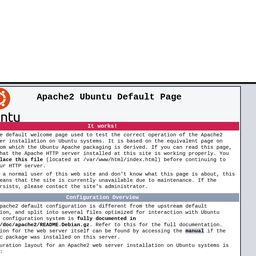 Apache2 Ubuntu Default Page
ntu
It works!
e default welcome page used to test the correct operation of the Apache2
er installation on Ubuntu systems. It is based on the equivalent page on
om which the Ubuntu Apache packaging is derived. If you can read this page,
hat the Apache HTTP server installed at this site is working properly. You
lace this file (located at /var/www/html/index.html) before continuing to
ur HTTP server.
a normal user of this web site and don't know what this page is about, this
eans that the site is currently unavailable due to maintenance. If the
rsists, please contact the site's administrator.
Configuration Overview
pache2 default configuration is different from the upstream default
tion, and split into several files optimized for interaction with Ubuntu
configuration system is fully documented in
/doc/apache2/README.Debian.gz. Refer to this for the full documentation.
ion for the web server itself can be found by accessing the manual if the
c package was installed on this server.
uration layout for an Apache2 web server installation on Ubuntu systems is
: